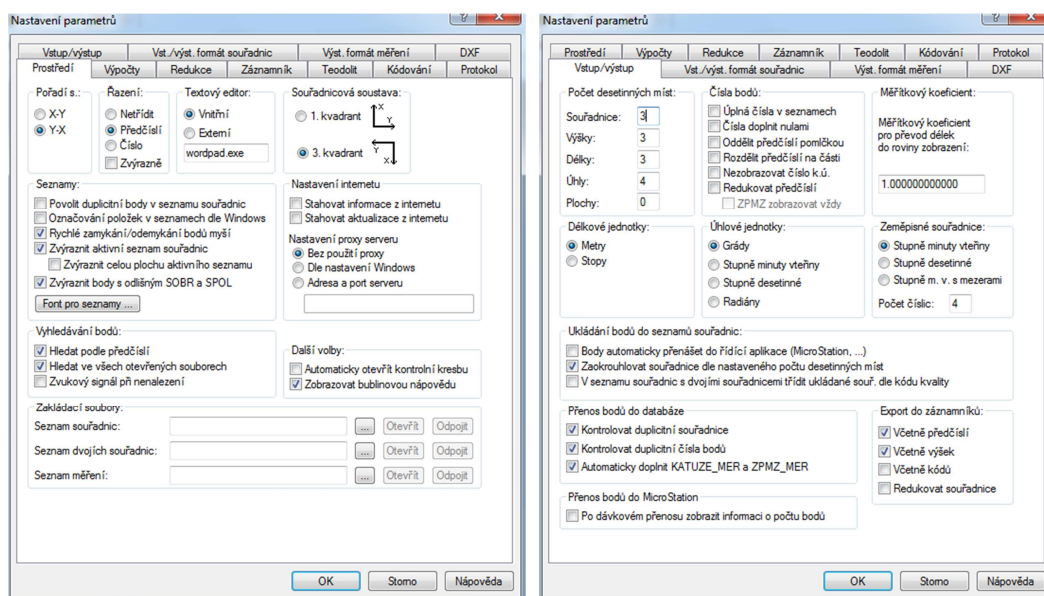 Nastavení parametrů
Vstup/výstup Vst./výst. formát souřadnic Výst. formát měření DXF
Prostředí Výpočty Redukce Záznamník Teodolit Kódování Protokol
Pořadí s.: Řazení: Textový editor: Souřadnicová soustava:
X-Y Netřídit Vnitřní 1. kvadrant X Y
Y-X Předčíslí Externí
Číslo wordpad.exe 3. kvadrant Y X
Zvýrazně
Seznamy:
Povolit duplicitní body v seznamu souřadnic
Označování položek v seznamech dle Windows
Rychlé zamykání/odemykání bodů myší
Zvýraznit aktivní seznam souřadnic
Zvýraznit celou plochu aktivního seznamu
Zvýraznit body s odlišným SOBR a SPOL
Font pro seznamy ...
Nastavení internetu
Stahovat informace z internetu
Stahovat aktualizace z internetu
Nastavení proxy serveru
Bez použití proxy
Dle nastavení Windows
Adresa a port serveru
Vyhledávání bodů:
Hledat podle předčíslí
Hledat ve všech otevřených souborech
Zvukový signál při nenalezení
Další volby:
Automaticky otevřít kontrolní kresbu
Zobrazovat bublinovou nápovědu
Zakládací soubory:
Seznam souřadnic: ... Otevřít Odpojit
Seznam dvojích souřadnic: ... Otevřít Odpojit
Seznam měření: ... Otevřít Odpojit
OK Storno Nápověda
Nastavení parametrů
Prostředí Výpočty Redukce Záznamník Teodolit Kódování Protokol
Vstup/výstup Vst./výst. formát souřadnic Výst. formát měření DXF
Počet desetinných míst:
Souřadnice: 3
Výšky: 3
Délky: 3
Úhly: 4
Plochy: 0
Čísla bodů:
Úplná čísla v seznamech
Čísla doplnit nulami
Oddělit předčíslí pomlčkou
Rozdělit předčíslí na části
Nezobrazovat číslo k.ú.
Redukovat předčíslí
ZPMZ zobrazovat vždy
Měřítkový koeficient:
Měřítkový koeficient
pro převod délek
do roviny zobrazení:
1.000000000000
Délkové jednotky:
Metry
Stopy
Úhlové jednotky:
Grády
Stupně minuty vteřiny
Stupně desetinné
Radiány
Zeměpisné souřadnice:
Stupně minuty vteřiny
Stupně desetinné
Stupně m. v. s mezerami
Počet číslic: 4
Ukládání bodů do seznamů souřadnic:
Body automaticky přenášet do řídící aplikace (MicroStation, ...)
Zaokrouhlovat souřadnice dle nastaveného počtu desetinných míst
V seznamu souřadnic s dvojími souřadnicemi třídit ukládané souř. dle kódu kvality
Přenos bodů do databáze
Kontrolovat duplicitní souřadnice
Kontrolovat duplicitní čísla bodů
Automaticky doplnit KATUZE_MER a ZPMZ_MER
Export do záznamníků:
Včetně předčíslí
Včetně výšek
Včetně kódů
Redukovat souřadnice
Přenos bodů do MicroStation
Po dávkovém přenosu zobrazit informaci o počtu bodů
OK Storno Nápověda